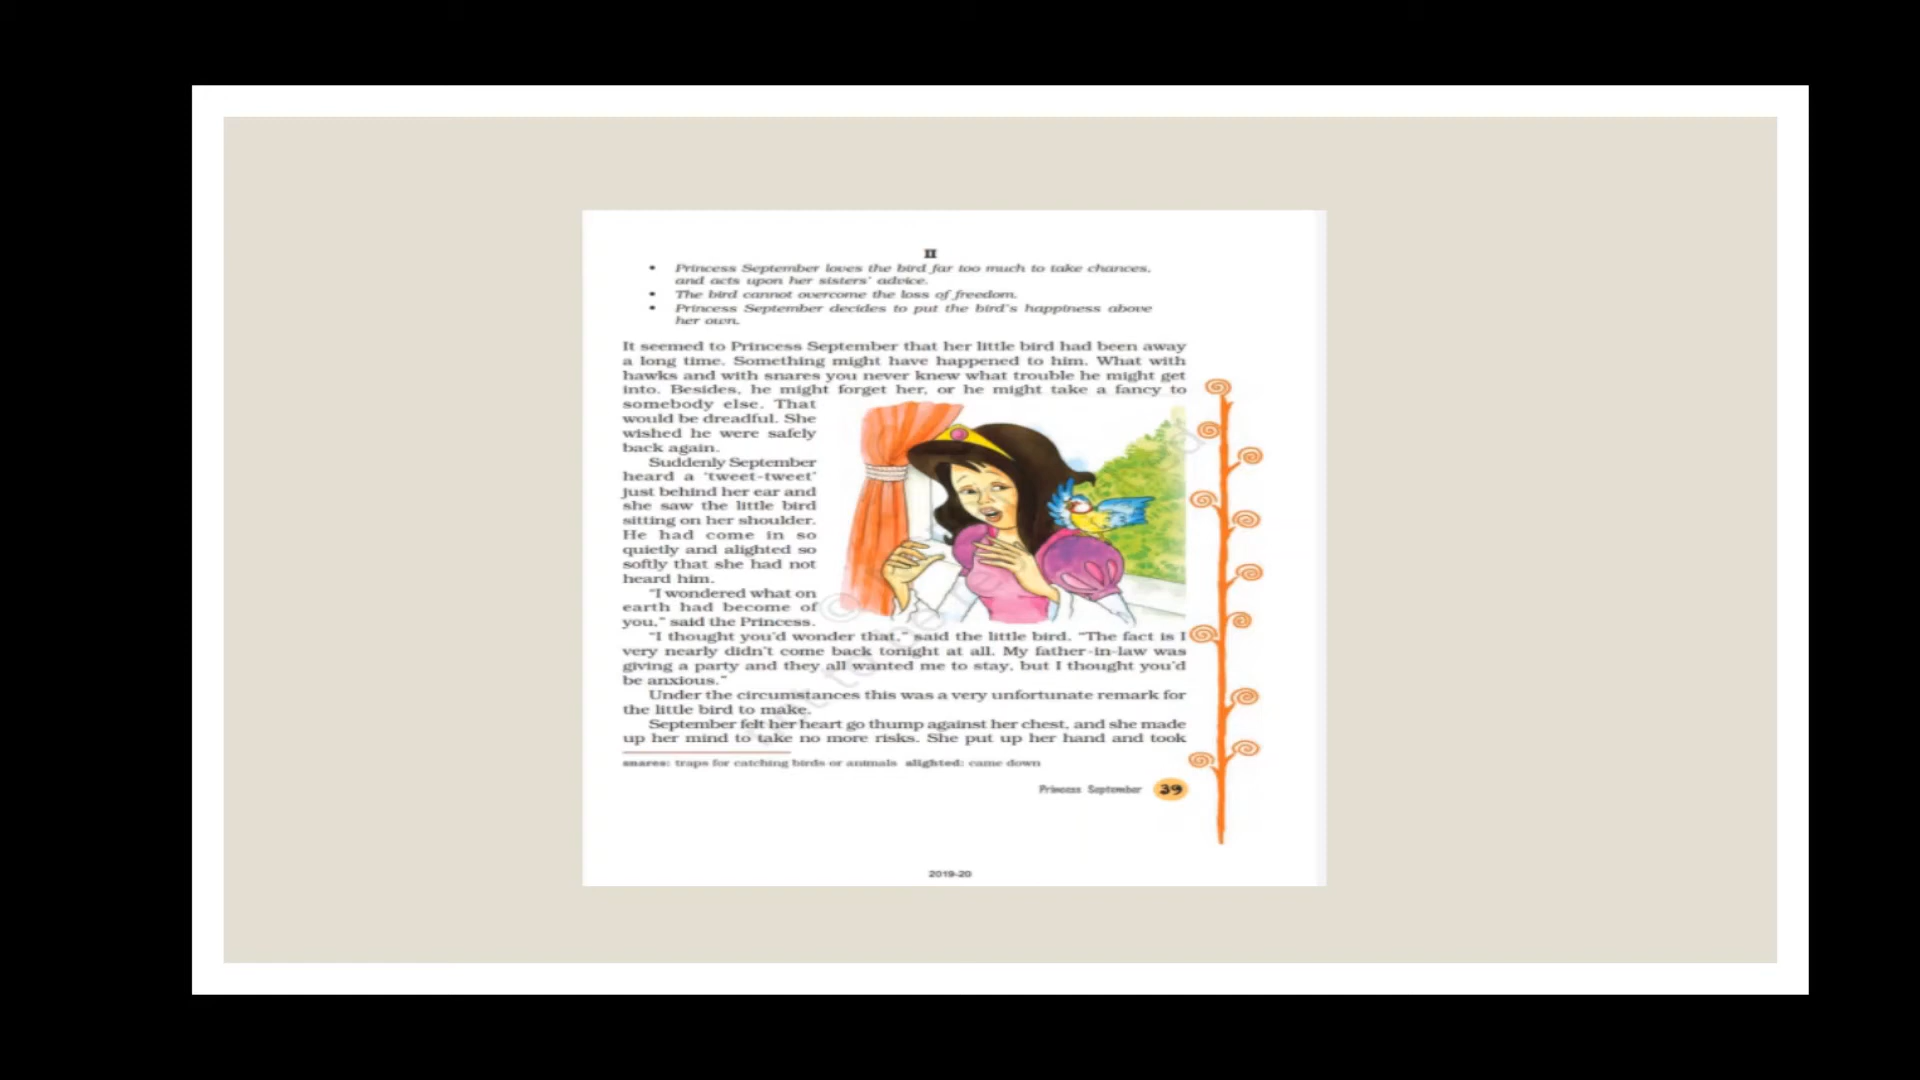 II
• Princess September loves the bird far too much to take chances,
and acts upon her sisters' advice.
• The bird cannot overcome the loss of freedom.
• Princess September decides to put the bird's happiness above
her own.
It seemed to Princess September that her little bird had been away
a long time. Something might have happened to him. What with
hawks and with snares you never knew what trouble he might get
into. Besides, he might forget her, or he might take a fancy to
somebody else. That
would be dreadful. She
wished he were safely
back again.
Suddenly September
heard a 'tweet-tweet'
just behind her ear and
she saw the little bird
sitting on her shoulder.
He had come in so
quietly and alighted so
softly that she had not
heard him.
"I wondered what on
earth had become of
you," said the Princess.
"I thought you'd wonder that," said the little bird. "The fact is I
very nearly didn't come back tonight at all. My father-in-law was
giving a party and they all wanted me to stay, but I thought you'd
be anxious."
Under the circumstances this was a very unfortunate remark for
the little bird to make.
September felt her heart go thump against her chest, and she made
up her mind to take no more risks. She put up her hand and took
snares: traps for catching birds or animals alighted: came down
Princess September 39
2019-20